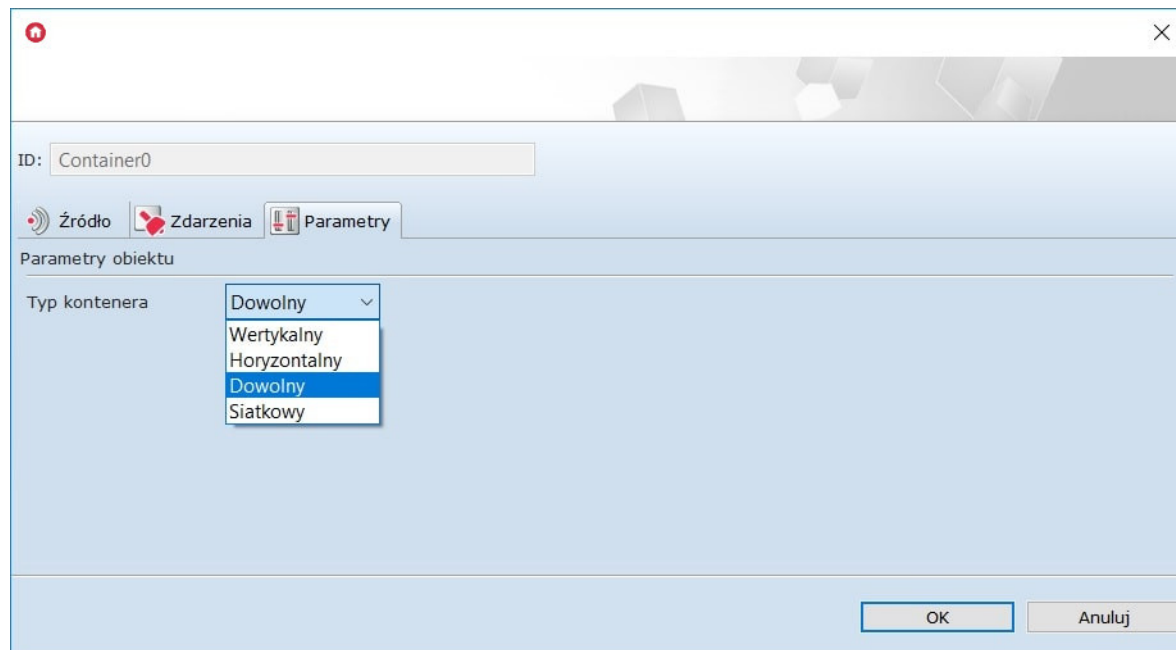 ID: Container0
Źródło Zdarzenia Parametry
Parametry obiektu
Typ kontenera Dowolny
Wertykalny
Horyzontalny
Dowolny
Siatkowy
OK Anuluj